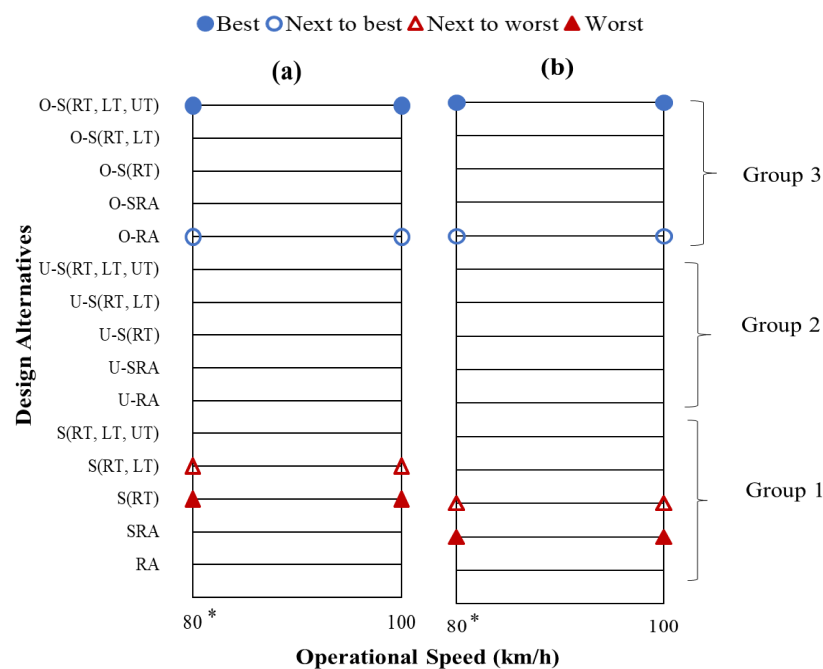 Best Next to best Next to worst Worst
(a) (b)
O-S(RT, LT, UT)
O-S(RT, LT)
O-S(RT)
O-SRA
O-RA
U-S(RT, LT, UT)
U-S(RT, LT)
U-S(RT)
U-SRA
U-RA
S(RT, LT, UT)
S(RT, LT)
S(RT)
SRA
RA
Design Alternatives
Group 3
Group 2
Group 1
80 * 100 80 * 100
Operational Speed (km/h)